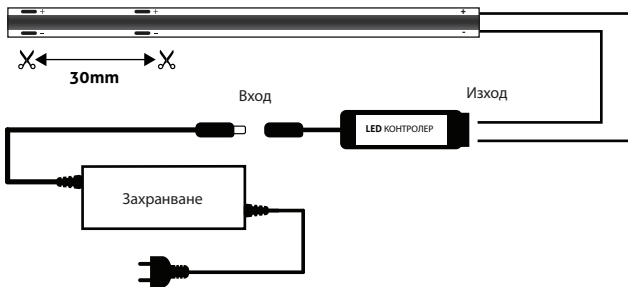 + + +
– – -
30mm
Вход
Изход
LED КОНТРОЛЕР
Захранване